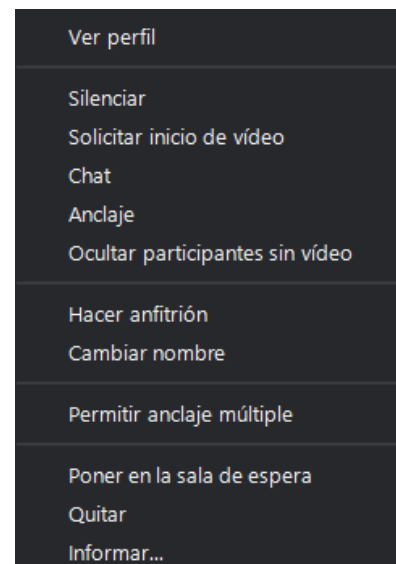 Ver perfil
Silenciar
Solicitar inicio de vídeo
Chat
Anclaje
Ocultar participantes sin vídeo
Hacer anfitrión
Cambiar nombre
Permitir anclaje múltiple
Poner en la sala de espera
Quitar
Informar...